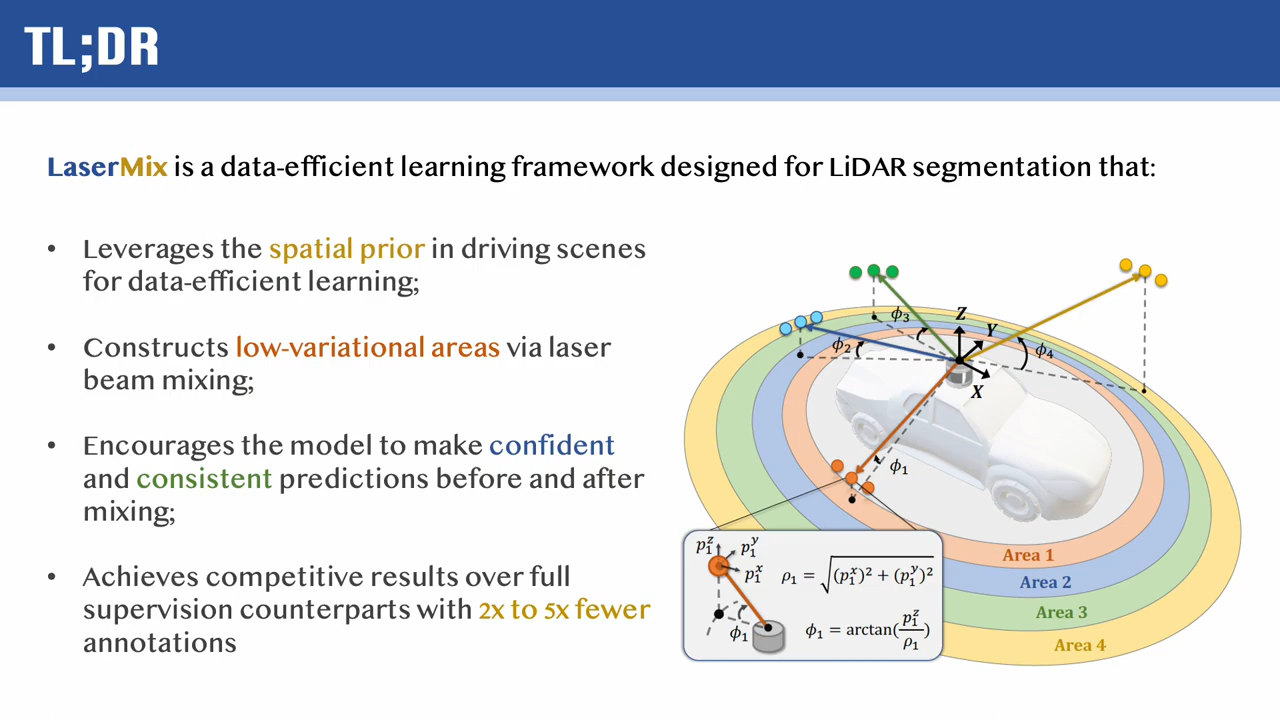 TL;DR
LaserMix is a data-efficient learning framework designed for LiDAR segmentation that:
• Leverages the spatial prior in driving scenes
for data-efficient learning;
• Constructs low-variational areas via laser
beam mixing;
• Encourages the model to make confident
and consistent predictions before and after
mixing;
• Achieves competitive results over full
supervision counterparts with 2x to 5x fewer
annotations
ϕ₃
Z
Y
ϕ₂
ϕ₄
X
ϕ₁
Area 1
Area 2
Area 3
Area 4
p₁ᶻ
p₁ʸ
p₁ˣ
ρ₁ = √((p₁ˣ)² + (p₁ʸ)²)
ϕ₁
ϕ₁ = arctan(p₁ᶻ/ρ₁)